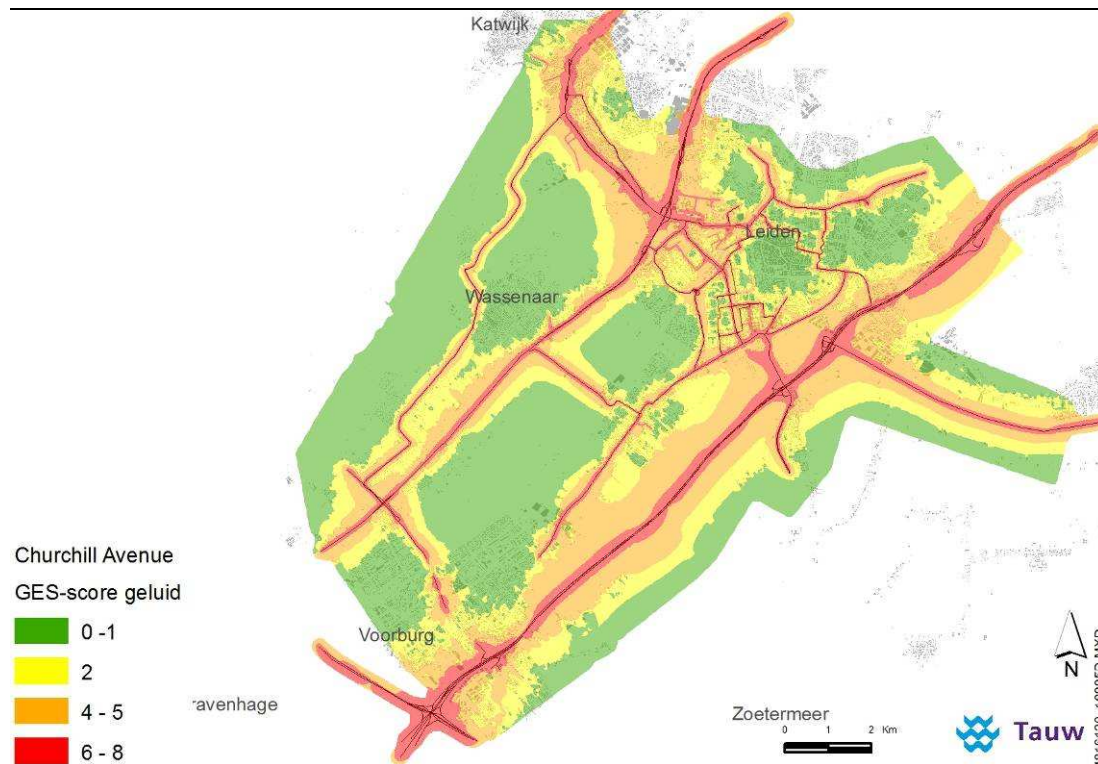 Katwijk
Leiden
Wassenaar
Voorburg
ravenhage
Zoetermeer
Churchill Avenue
GES-score geluid
0 -1
2
4 - 5
6 - 8
0 1 2 Km
N
Tauw